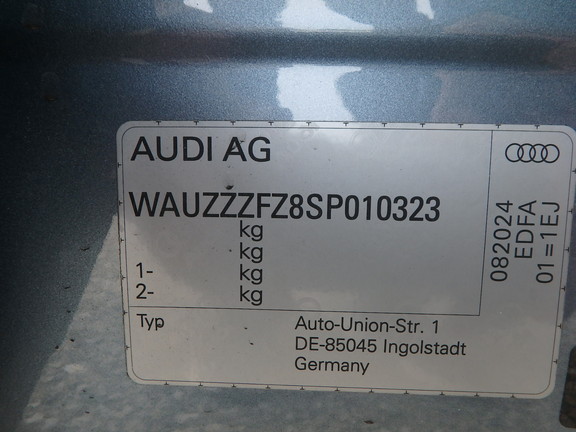 AUDI AG
WAUZZZFZ8SP010323
kg
kg
1- kg
2- kg
Typ
Auto-Union-Str. 1
DE-85045 Ingolstadt
Germany
082024
EDFA
01=1EJ